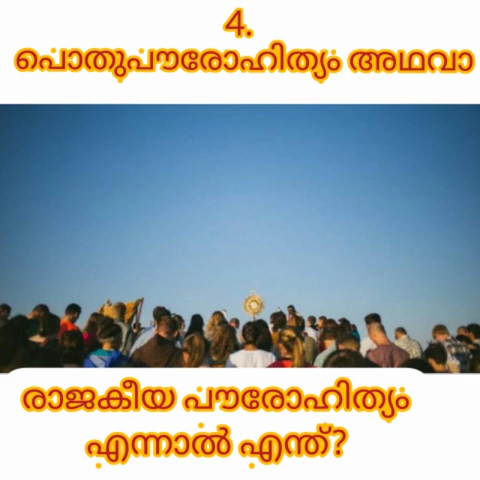 4.
പൊതുപൗരോഹിത്യം അഥവാ
രാജകീയ പൗരോഹിത്യം
എന്നാൽ എന്ത്?